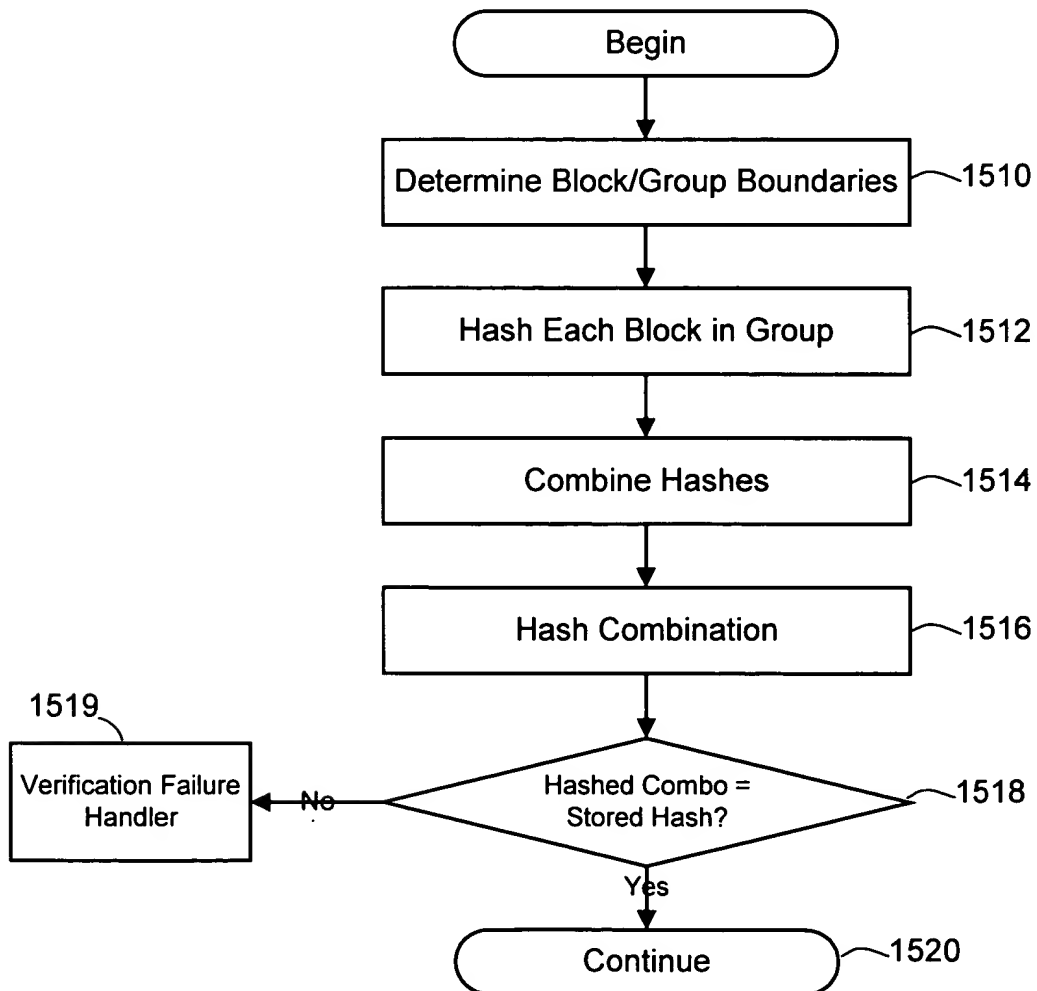 Begin
Determine Block/Group Boundaries
1510
Hash Each Block in Group
1512
Combine Hashes
1514
Hash Combination
1516
1519
Verification Failure
Handler
No
Hashed Combo =
Stored Hash?
1518
Yes
Continue
1520